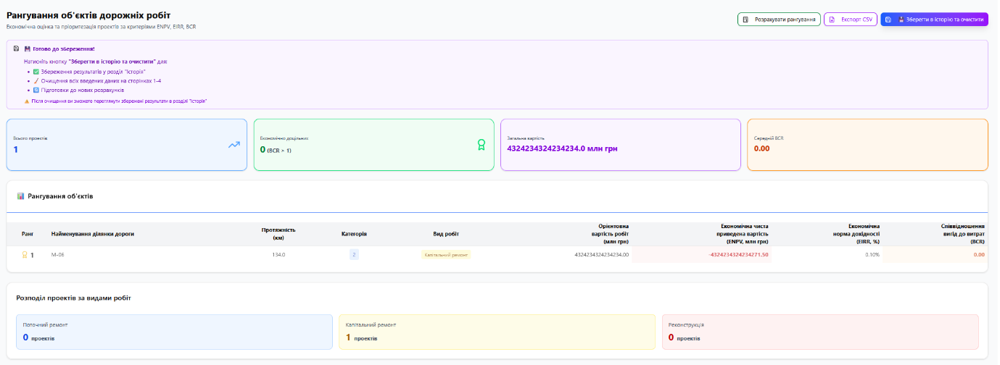 Рангування об'єктів дорожніх робіт
Економічна оцінка та пріоритезація проектів за критеріями ENPV, EIRR, BCR
Розрахувати рангування
Експорт CSV
💾 Зберегти в історію та очистити
💾 Готово до збереження!
Натисніть кнопку "Зберегти в історію та очистити" для:
• ✅ Збереження результатів у розділ "Історія"
• 🧹 Очищення всіх введених даних на сторінках 1-4
• 🔄 Підготовки до нових розрахунків
⚠️ Після очищення ви зможете переглянути збережені результати в розділі "Історія"
Всього проектів
1
Економічно доцільних
0 (BCR > 1)
Загальна вартість
4324234324234234.0 млн грн
Середній BCR
0.00
📊 Рангування об'єктів
Ранг
Найменування ділянки дороги
Протяжність
(км)
Категорія
Вид робіт
Орієнтовна
вартість робіт
(млн грн)
Економічна чиста
приведена вартість
(ENPV, млн грн)
Економічна
норма дохідності
(EIRR, %)
Співвідношення
вигід до витрат
(BCR)
1
М-06
134.0
2
Капітальний ремонт
4324234324234234.00
-4324234324234271.50
0.10%
0.00
Розподіл проектів за видами робіт
Поточний ремонт
0 проектів
Капітальний ремонт
1 проектів
Реконструкція
0 проектів